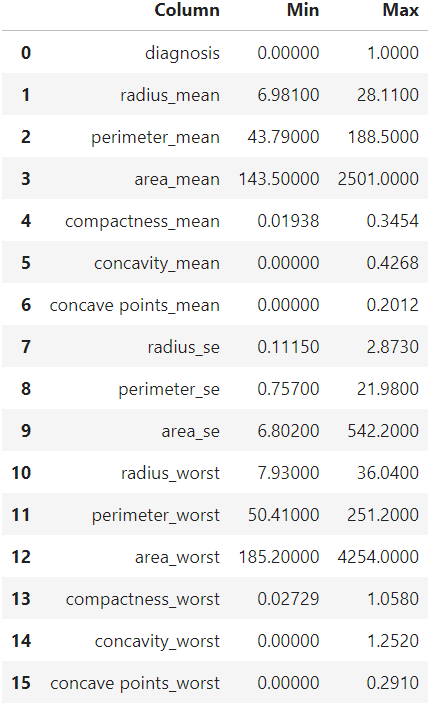 Column Min Max
0 diagnosis 0.00000 1.0000
1 radius_mean 6.98100 28.1100
2 perimeter_mean 43.79000 188.5000
3 area_mean 143.50000 2501.0000
4 compactness_mean 0.01938 0.3454
5 concavity_mean 0.00000 0.4268
6 concave points_mean 0.00000 0.2012
7 radius_se 0.11150 2.8730
8 perimeter_se 0.75700 21.9800
9 area_se 6.80200 542.2000
10 radius_worst 7.93000 36.0400
11 perimeter_worst 50.41000 251.2000
12 area_worst 185.20000 4254.0000
13 compactness_worst 0.02729 1.0580
14 concavity_worst 0.00000 1.2520
15 concave points_worst 0.00000 0.2910